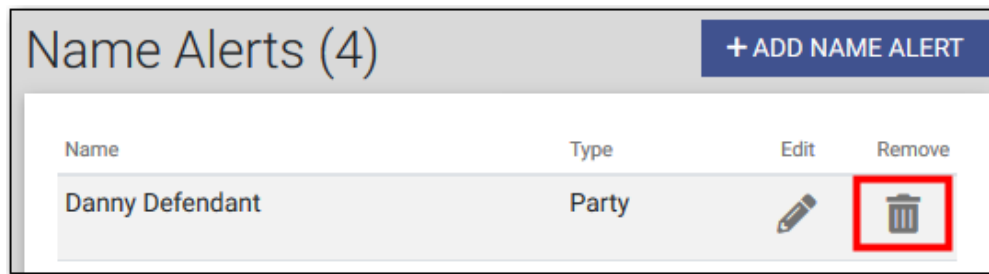 Name Alerts (4)
+ ADD NAME ALERT
Name Type Edit Remove
Danny Defendant Party